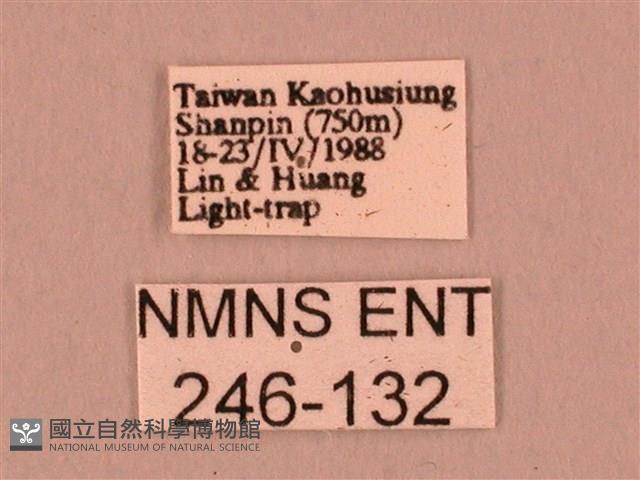 Taiwan Kaohusiung
Shanpin (750m)
18-23/IV./1988
Lin & Huang
Light-trap
NMNS ENT
246-132
國立自然科學博物館
NATIONAL MUSEUM OF NATURAL SCIENCE